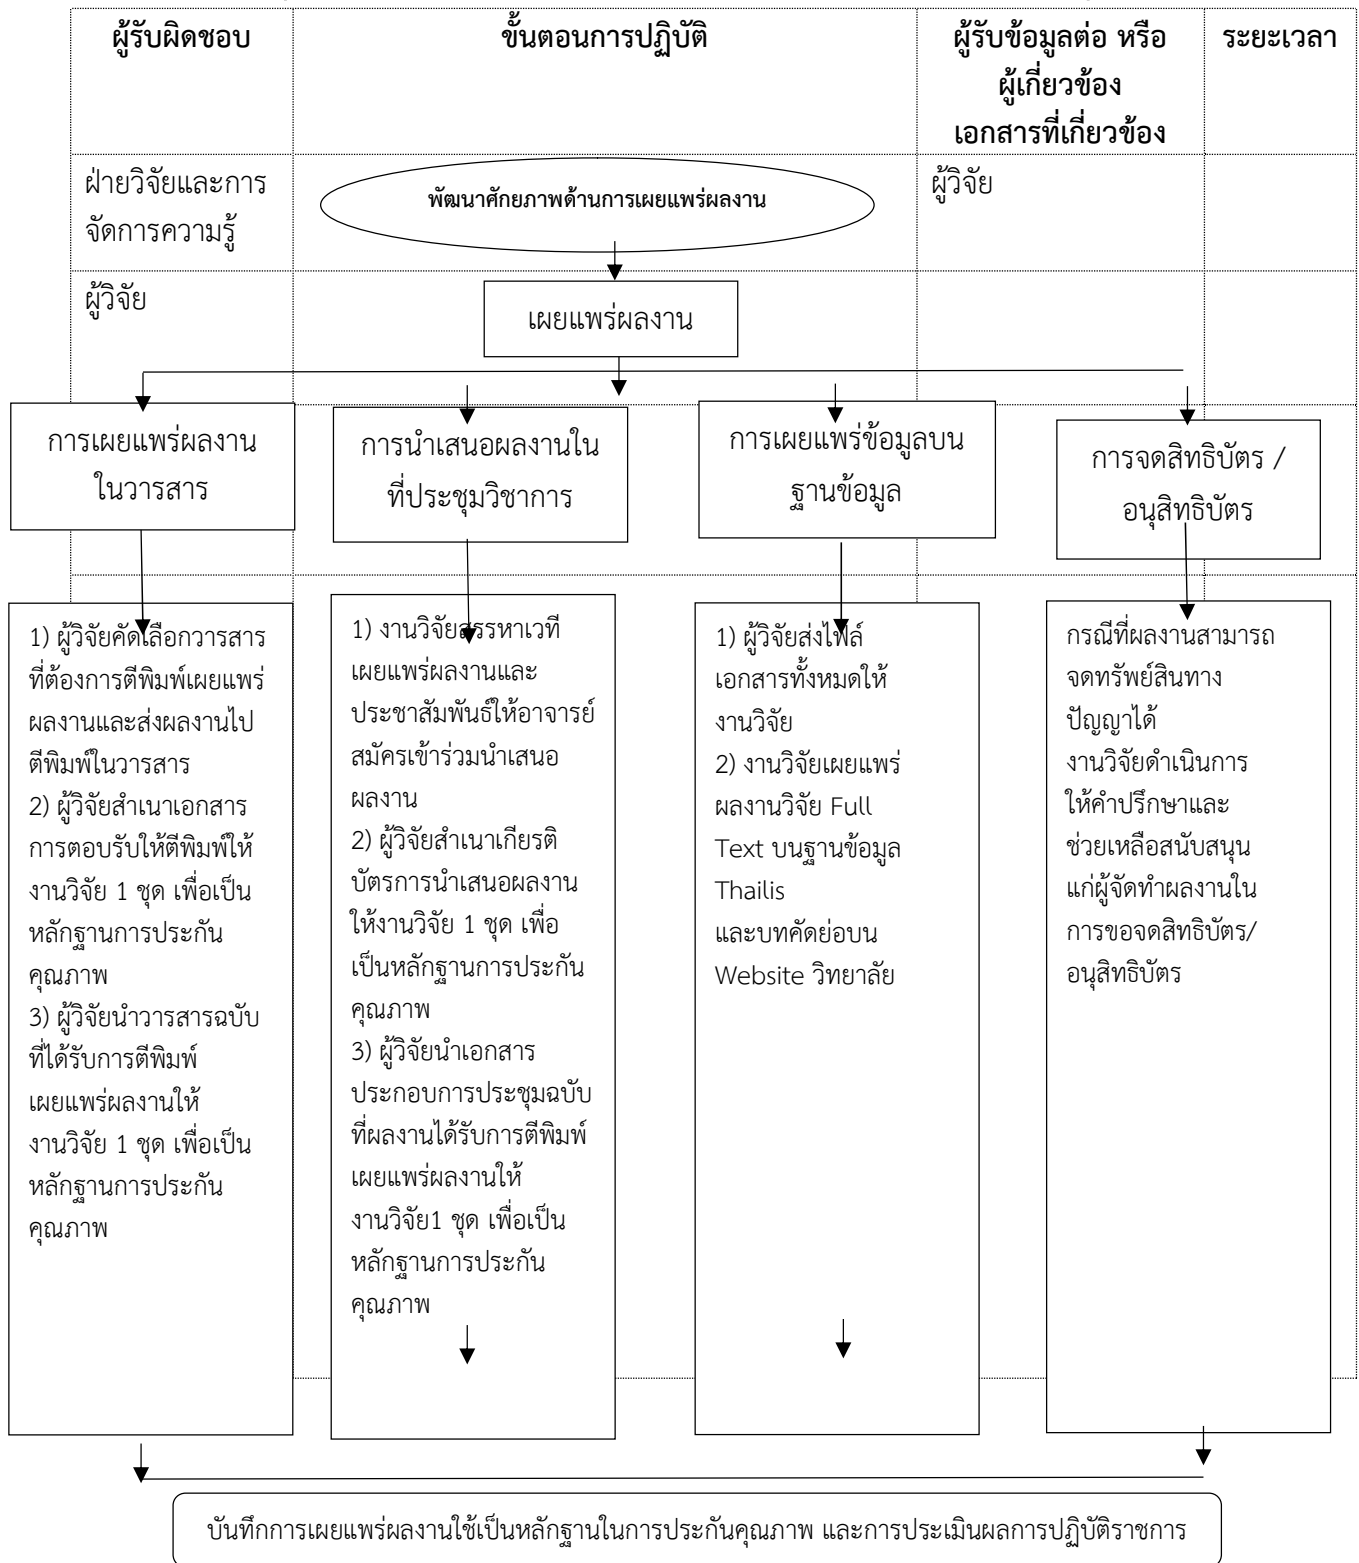 ผู้รับผิดชอบ
ขั้นตอนการปฏิบัติ
ผู้รับข้อมูลต่อ หรือ
ผู้เกี่ยวข้อง
เอกสารที่เกี่ยวข้อง
ระยะเวลา
ฝ่ายวิจัยและการ
จัดการความรู้
พัฒนาศักยภาพด้านการเผยแพร่ผลงาน
ผู้วิจัย
ผู้วิจัย
เผยแพร่ผลงาน
การเผยแพร่ผลงาน
ในวารสาร
การนำเสนอผลงานใน
ที่ประชุมวิชาการ
การเผยแพร่ข้อมูลบน
ฐานข้อมูล
การจดสิทธิบัตร /
อนุสิทธิบัตร
1) ผู้วิจัยคัดเลือกวารสาร
ที่ต้องการตีพิมพ์เผยแพร่
ผลงานและส่งผลงานไป
ตีพิมพ์ในวารสาร
2) ผู้วิจัยสำเนาเอกสาร
การตอบรับให้ตีพิมพ์ให้
งานวิจัย 1 ชุด เพื่อเป็น
หลักฐานการประกัน
คุณภาพ
3) ผู้วิจัยนำวารสารฉบับ
ที่ได้รับการตีพิมพ์
เผยแพร่ผลงานให้
งานวิจัย 1 ชุด เพื่อเป็น
หลักฐานการประกัน
คุณภาพ
1) งานวิจัยสรรหาเวที
เผยแพร่ผลงานและ
ประชาสัมพันธ์ให้อาจารย์
สมัครเข้าร่วมนำเสนอ
ผลงาน
2) ผู้วิจัยสำเนาเกียรติ
บัตรการนำเสนอผลงาน
ให้งานวิจัย 1 ชุด เพื่อ
เป็นหลักฐานการประกัน
คุณภาพ
3) ผู้วิจัยนำเอกสาร
ประกอบการประชุมฉบับ
ที่ผลงานได้รับการตีพิมพ์
เผยแพร่ผลงานให้
งานวิจัย1 ชุด เพื่อเป็น
หลักฐานการประกัน
คุณภาพ
1) ผู้วิจัยส่งไฟล์
เอกสารทั้งหมดให้
งานวิจัย
2) งานวิจัยเผยแพร่
ผลงานวิจัย Full
Text บนฐานข้อมูล
Thailis
และบทคัดย่อบน
Website วิทยาลัย
กรณีที่ผลงานสามารถ
จดทรัพย์สินทาง
ปัญญาได้
งานวิจัยดำเนินการ
ให้คำปรึกษาและ
ช่วยเหลือสนับสนุน
แก่ผู้จัดทำผลงานใน
การขอจดสิทธิบัตร/
อนุสิทธิบัตร
บันทึกการเผยแพร่ผลงานใช้เป็นหลักฐานในการประกันคุณภาพ และการประเมินผลการปฏิบัติราชการ